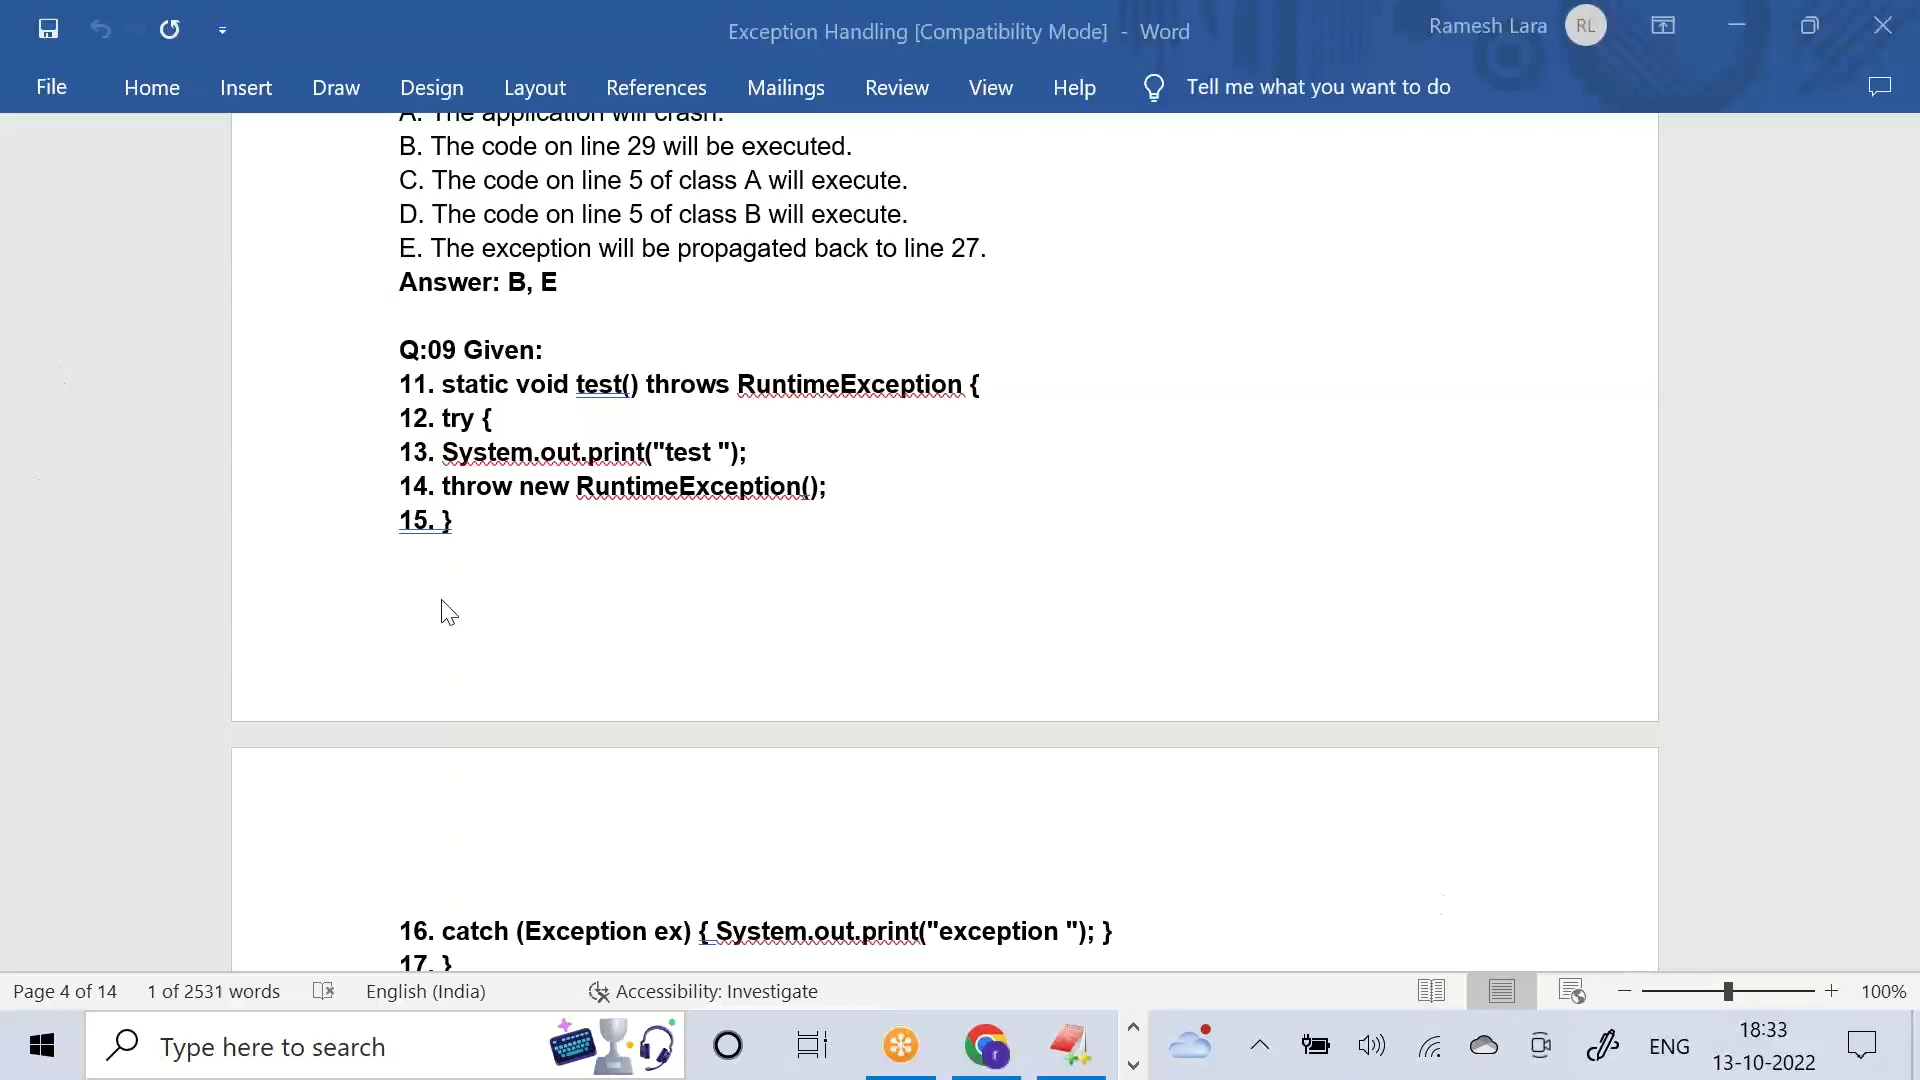 Exception Handling [Compatibility Mode] - Word
Ramesh Lara
RL
File
Home
Insert
Draw
Design
Layout
References
Mailings
Review
View
Help
Tell me what you want to do
A. The application will crash.
B. The code on line 29 will be executed.
C. The code on line 5 of class A will execute.
D. The code on line 5 of class B will execute.
E. The exception will be propagated back to line 27.
Answer: B, E
Q:09 Given:
11. static void test() throws RuntimeException {
12. try {
13. System.out.print("test ");
14. throw new RuntimeException();
15. }
16. catch (Exception ex) { System.out.print("exception "); }
17. }
Page 4 of 14
1 of 2531 words
English (India)
Accessibility: Investigate
100%
Type here to search
r
ENG
18:33
13-10-2022